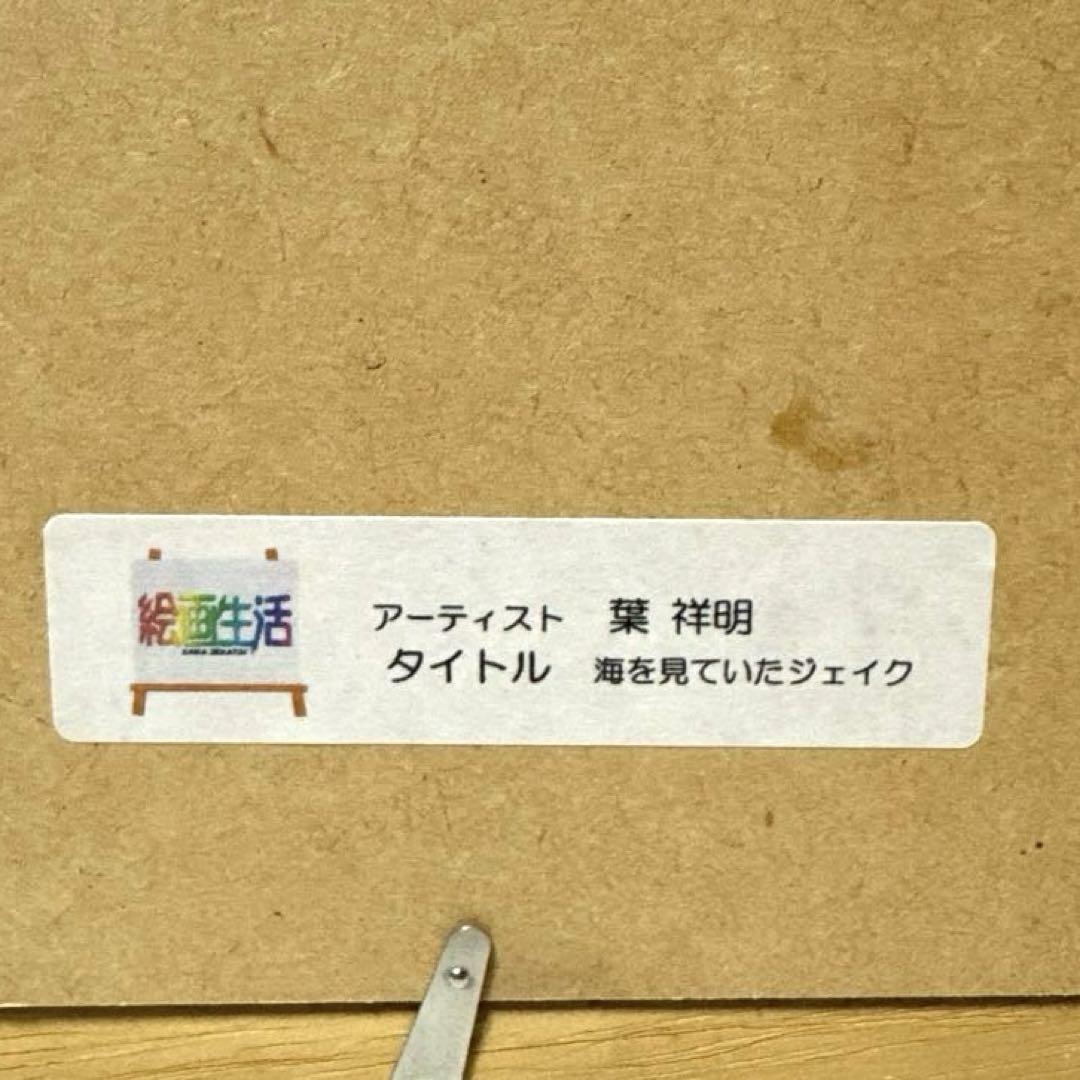 絵画生活
アーティスト 葉 祥明
タイトル 海を見ていたジェイク